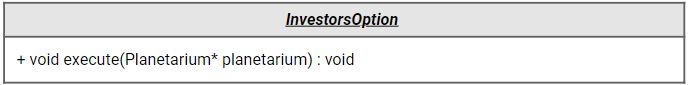 InvestorsOption
+ void execute(Planetarium* planetarium) : void